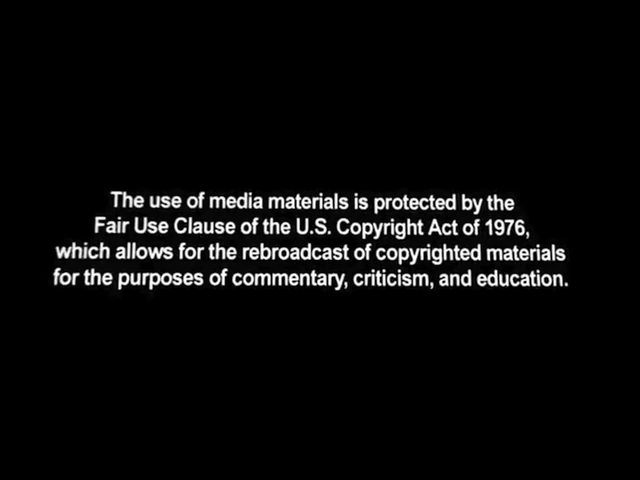 The use of media materials is protected by the
Fair Use Clause of the U.S. Copyright Act of 1976,
which allows for the rebroadcast of copyrighted materials
for the purposes of commentary, criticism, and education.